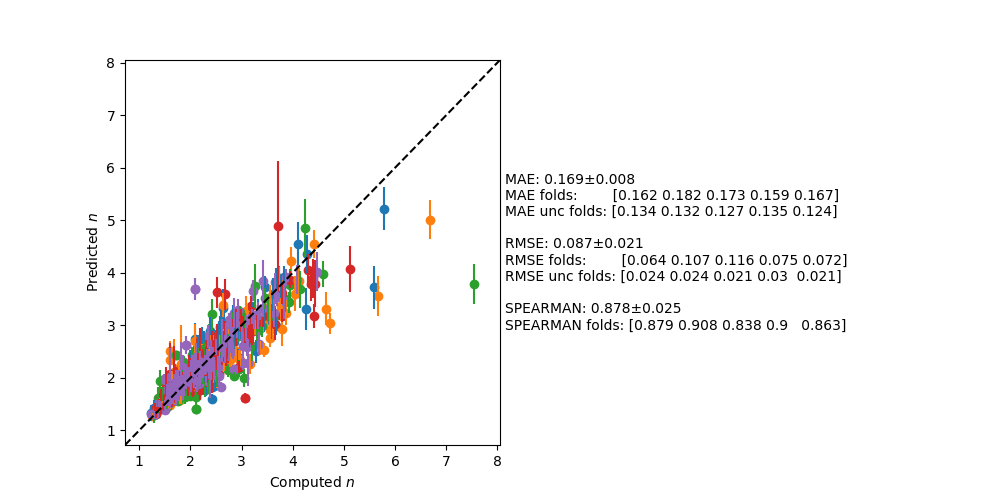 8
7
6
5
4
3
2
1
Predicted n
1 2 3 4 5 6 7 8
Computed n
MAE: 0.169±0.008
MAE folds: [0.162 0.182 0.173 0.159 0.167]
MAE unc folds: [0.134 0.132 0.127 0.135 0.124]
RMSE: 0.087±0.021
RMSE folds: [0.064 0.107 0.116 0.075 0.072]
RMSE unc folds: [0.024 0.024 0.021 0.03 0.021]
SPEARMAN: 0.878±0.025
SPEARMAN folds: [0.879 0.908 0.838 0.9 0.863]